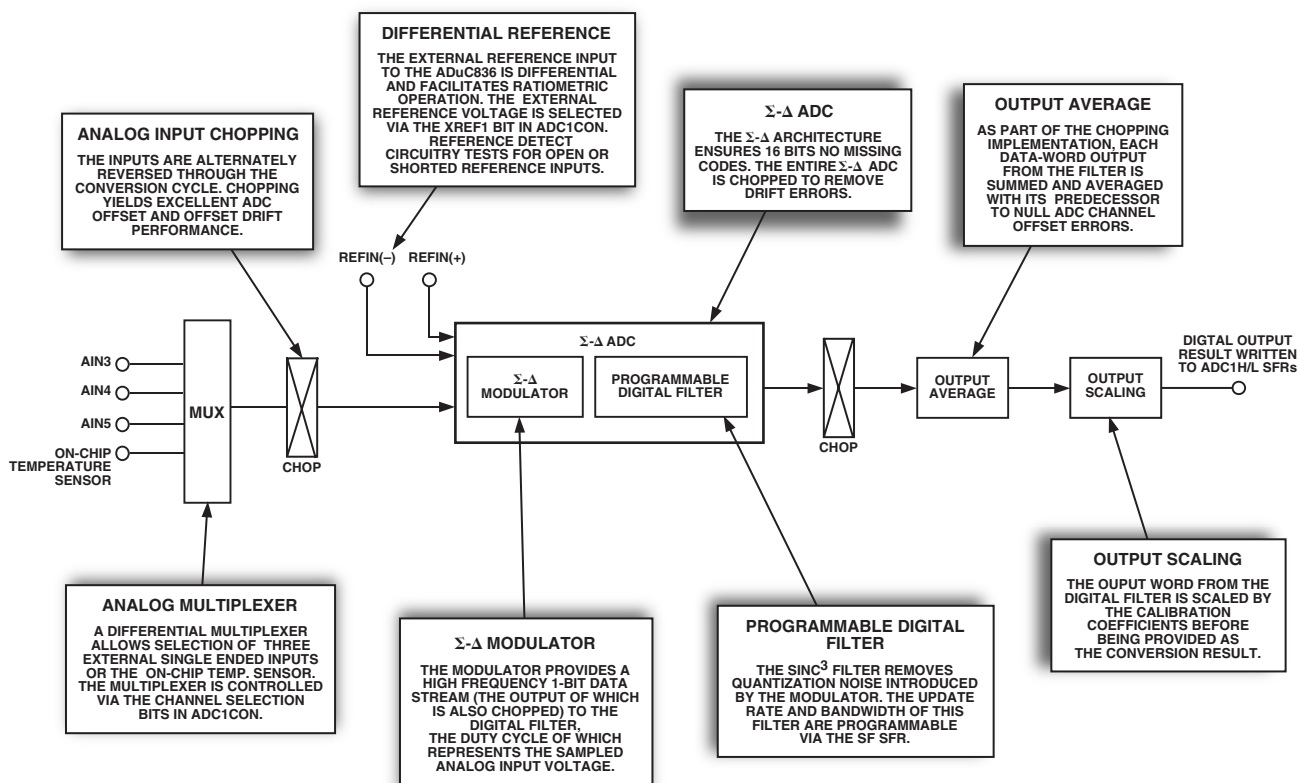 DIFFERENTIAL REFERENCE
THE EXTERNAL REFERENCE INPUT
TO THE ADuC836 IS DIFFERENTIAL
AND FACILITATES RATIOMETRIC
OPERATION. THE EXTERNAL
REFERENCE VOLTAGE IS SELECTED
VIA THE XREF1 BIT IN ADC1CON.
REFERENCE DETECT
CIRCUITRY TESTS FOR OPEN OR
SHORTED REFERENCE INPUTS.
ANALOG INPUT CHOPPING
THE INPUTS ARE ALTERNATELY
REVERSED THROUGH THE
CONVERSION CYCLE. CHOPPING
YIELDS EXCELLENT ADC
OFFSET AND OFFSET DRIFT
PERFORMANCE.
Σ-Δ ADC
THE Σ-Δ ARCHITECTURE
ENSURES 16 BITS NO MISSING
CODES. THE ENTIRE Σ-Δ ADC
IS CHOPPED TO REMOVE
DRIFT ERRORS.
OUTPUT AVERAGE
AS PART OF THE CHOPPING
IMPLEMENTATION, EACH
DATA-WORD OUTPUT
FROM THE FILTER IS
SUMMED AND AVERAGED
WITH ITS PREDECESSOR
TO NULL ADC CHANNEL
OFFSET ERRORS.
REFIN(–) REFIN(+)
AIN3
AIN4
AIN5
ON-CHIP
TEMPERATURE
SENSOR
MUX
CHOP
Σ-Δ ADC
Σ-Δ
MODULATOR
PROGRAMMABLE
DIGITAL FILTER
CHOP
OUTPUT
AVERAGE
OUTPUT
SCALING
DIGTAL OUTPUT
RESULT WRITTEN
TO ADC1H/L SFRs
ANALOG MULTIPLEXER
A DIFFERENTIAL MULTIPLEXER
ALLOWS SELECTION OF THREE
EXTERNAL SINGLE ENDED INPUTS
OR THE ON-CHIP TEMP. SENSOR.
THE MULTIPLEXER IS CONTROLLED
VIA THE CHANNEL SELECTION
BITS IN ADC1CON.
Σ-Δ MODULATOR
THE MODULATOR PROVIDES A
HIGH FREQUENCY 1-BIT DATA
STREAM (THE OUTPUT OF WHICH
IS ALSO CHOPPED) TO THE
DIGITAL FILTER,
THE DUTY CYCLE OF WHICH
REPRESENTS THE SAMPLED
ANALOG INPUT VOLTAGE.
PROGRAMMABLE DIGITAL
FILTER
THE SINC³ FILTER REMOVES
QUANTIZATION NOISE INTRODUCED
BY THE MODULATOR. THE UPDATE
RATE AND BANDWIDTH OF THIS
FILTER ARE PROGRAMMABLE
VIA THE SF SFR.
OUTPUT SCALING
THE OUPUT WORD FROM THE
DIGITAL FILTER IS SCALED BY
THE CALIBRATION
COEFFICIENTS BEFORE
BEING PROVIDED AS
THE CONVERSION RESULT.